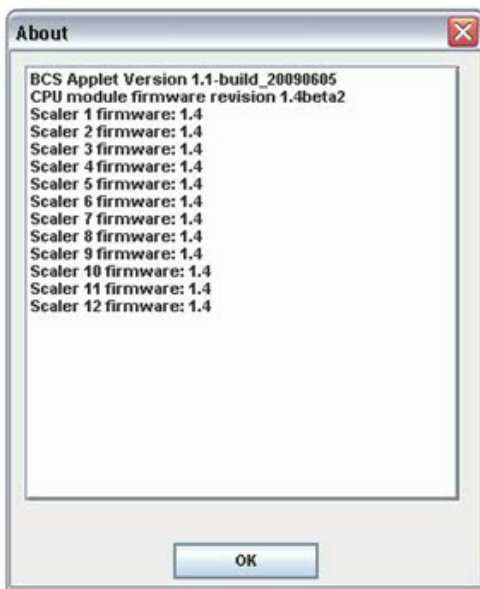 About
BCS Applet Version 1.1-build_20090605
CPU module firmware revision 1.4beta2
Scaler 1 firmware: 1.4
Scaler 2 firmware: 1.4
Scaler 3 firmware: 1.4
Scaler 4 firmware: 1.4
Scaler 5 firmware: 1.4
Scaler 6 firmware: 1.4
Scaler 7 firmware: 1.4
Scaler 8 firmware: 1.4
Scaler 9 firmware: 1.4
Scaler 10 firmware: 1.4
Scaler 11 firmware: 1.4
Scaler 12 firmware: 1.4
OK